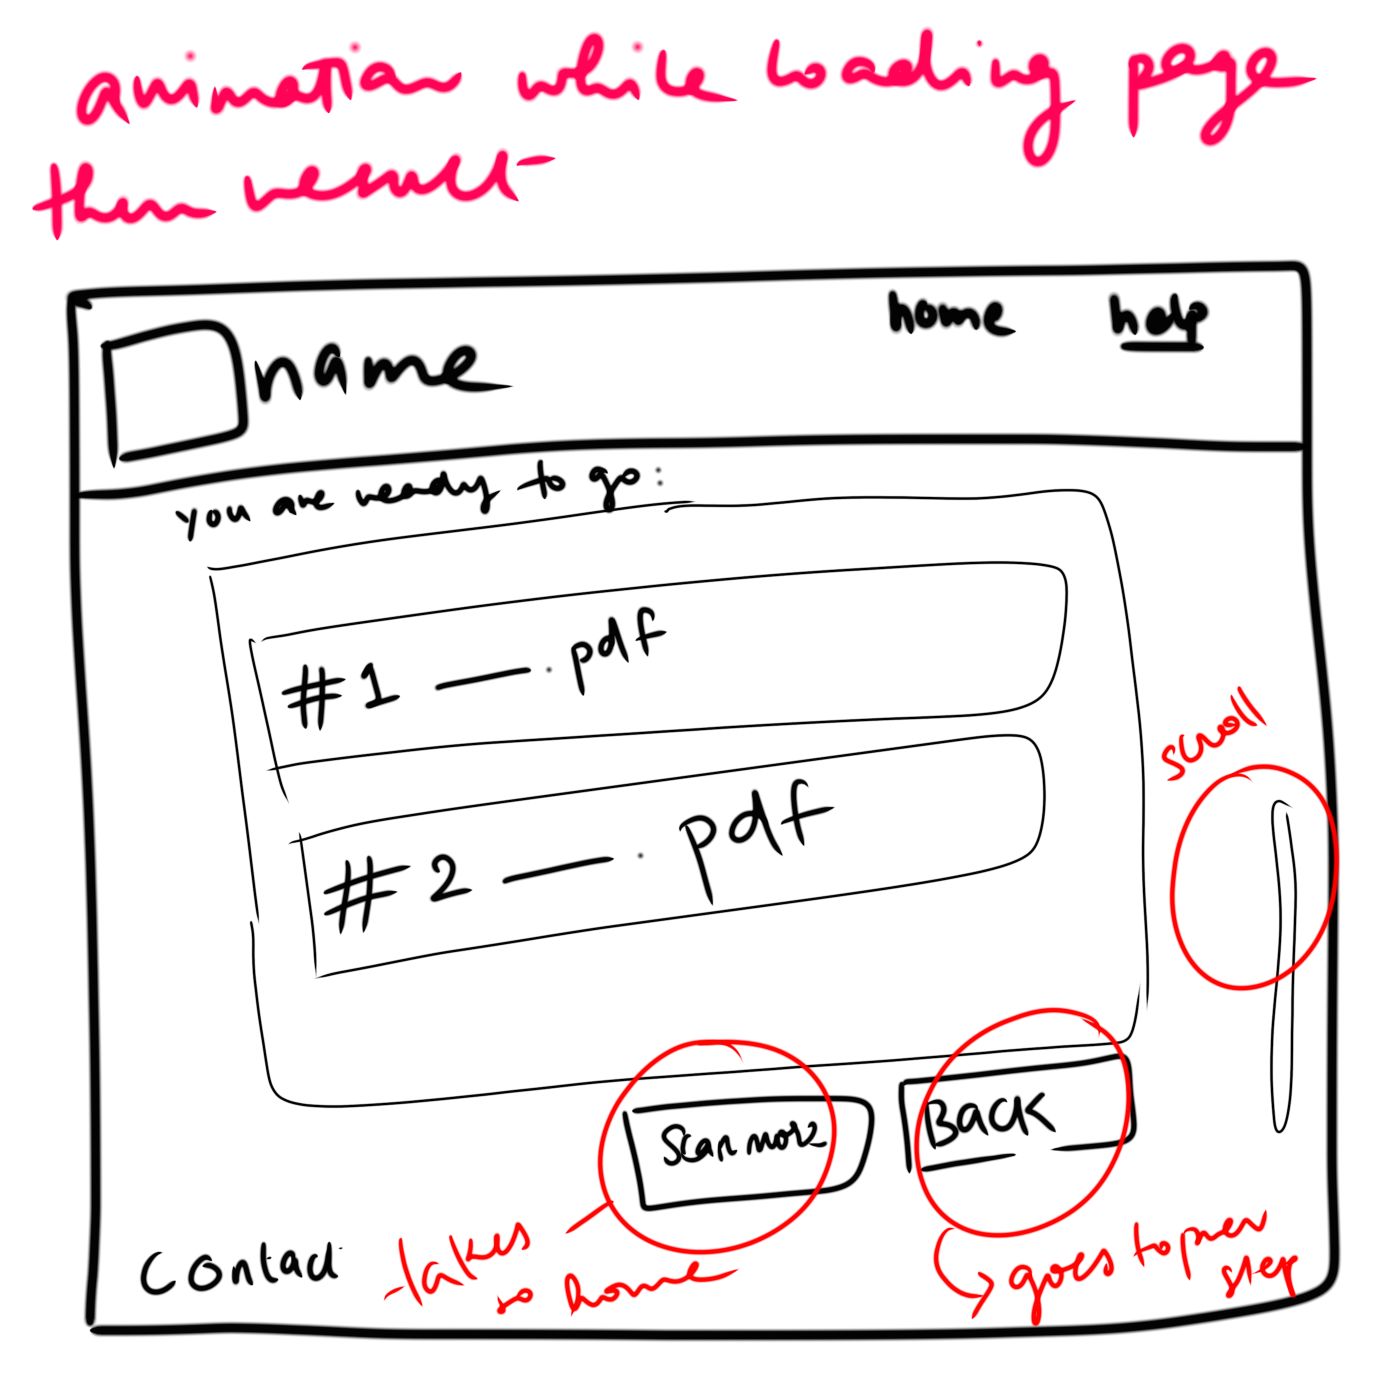 animation while loading page
then result
home help
name
you are ready to go:
#1 — .pdf
#2 — .pdf
scroll
Scan more
BACK
Contact
takes
to home
goes to prev
step